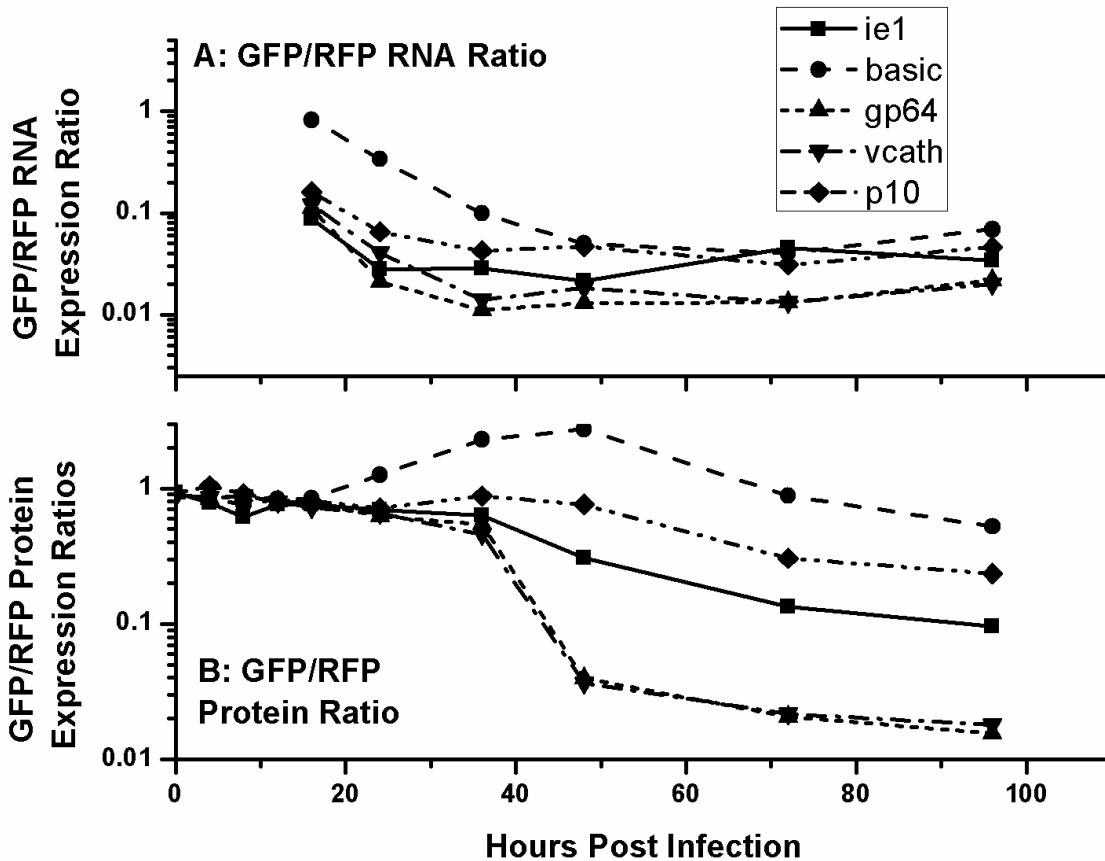 A: GFP/RFP RNA Ratio
ie1
basic
gp64
vcath
p10
GFP/RFP RNA
Expression Ratio
1
0.1
0.01
B: GFP/RFP
Protein Ratio
GFP/RFP Protein
Expression Ratios
1
0.1
0.01
0
20
40
60
80
100
Hours Post Infection